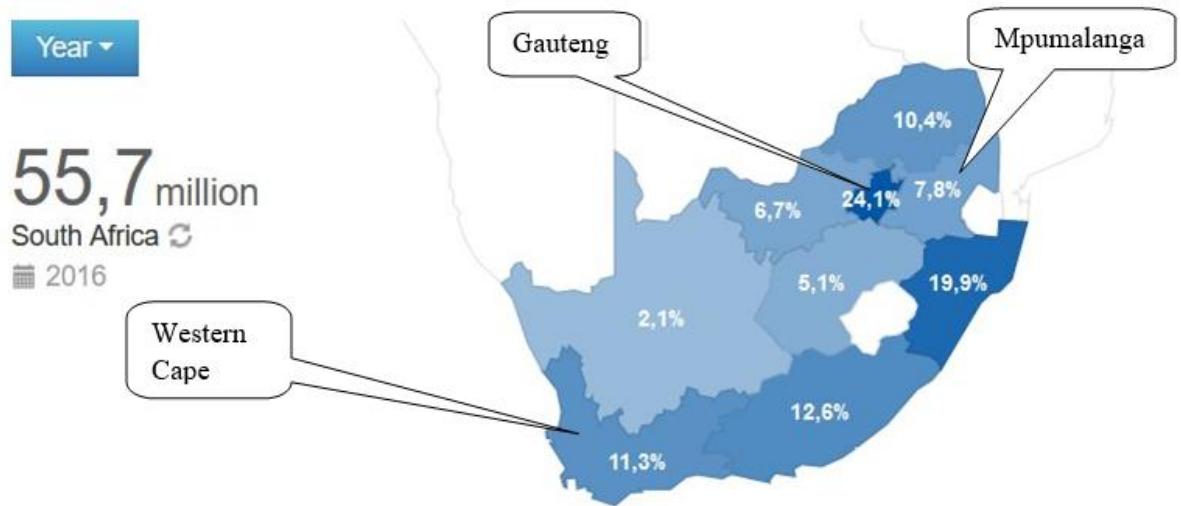 Year
55,7 million
South Africa
2016
Gauteng
Mpumalanga
Western
Cape
10,4%
6,7%
24,1%
7,8%
2,1%
5,1%
19,9%
12,6%
11,3%